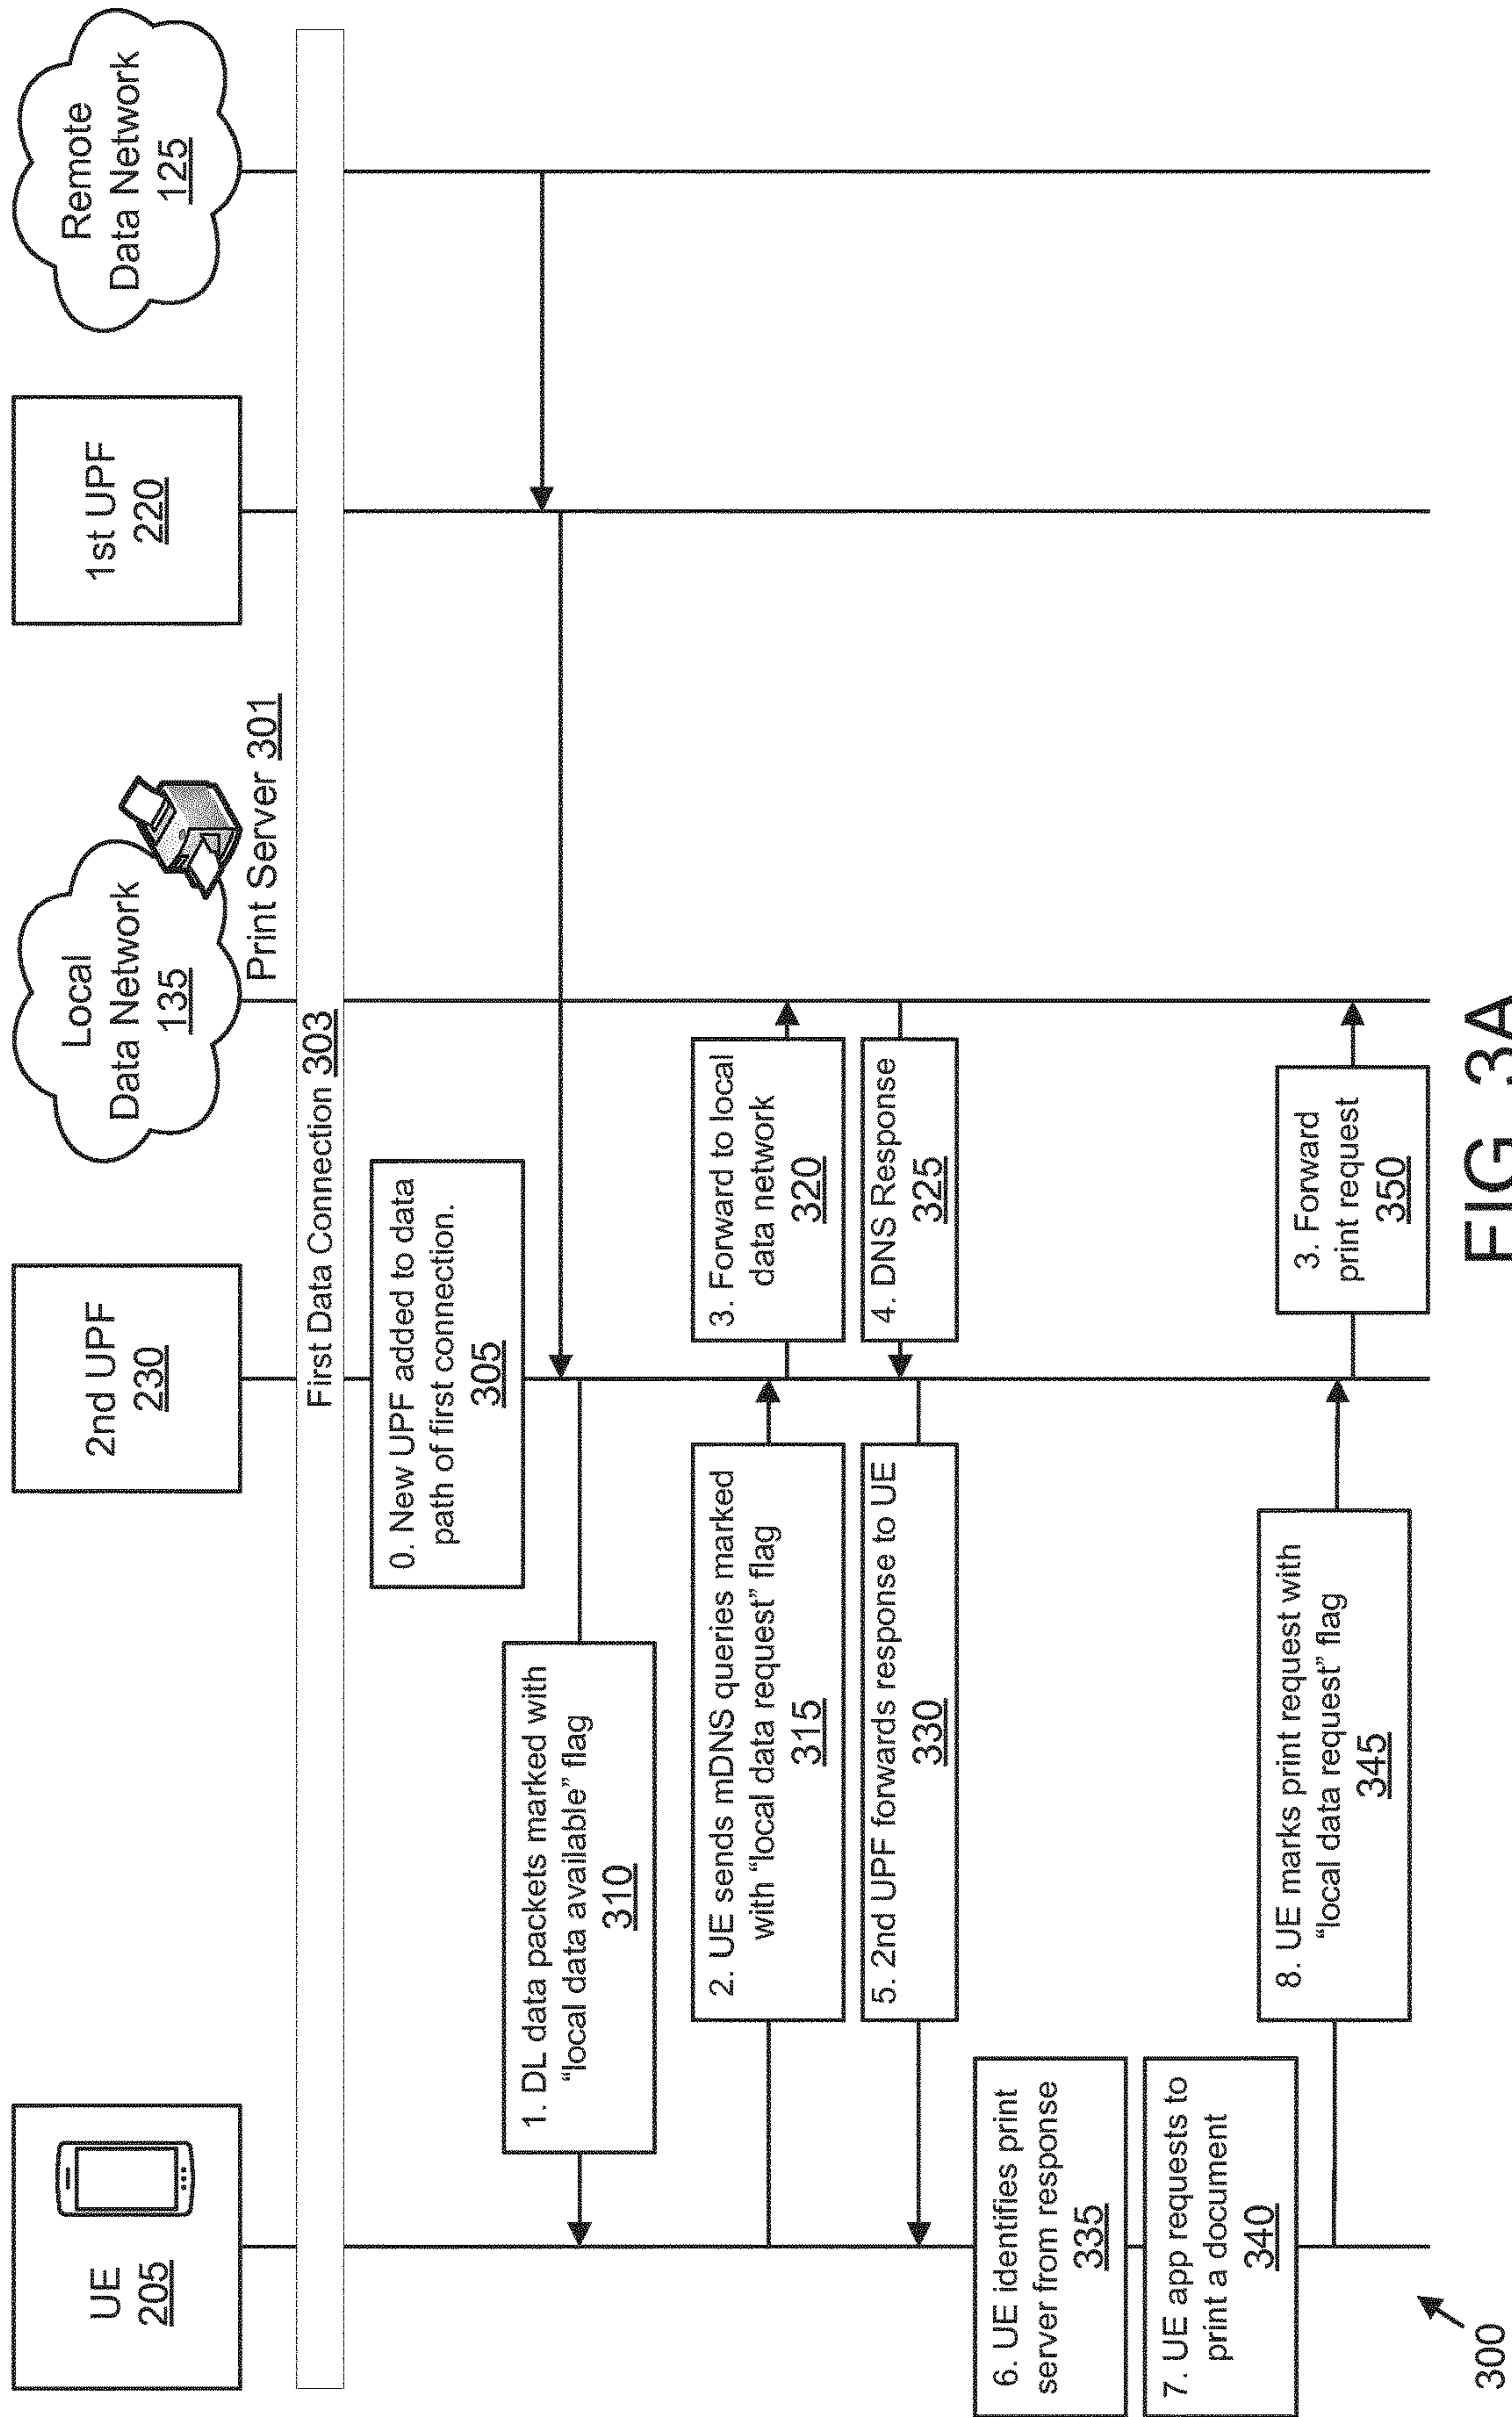 UE
205
2nd UPF
230
Local
Data Network
135
Print Server 301
1st UPF
220
Remote
Data Network
125
First Data Connection 303
0. New UPF added to data
path of first connection.
305
1. DL data packets marked with
“local data available” flag
310
2. UE sends mDNS queries marked
with “local data request” flag
315
3. Forward to local
data network
320
4. DNS Response
325
5. 2nd UPF forwards response to UE
330
6. UE identifies print
server from response
335
7. UE app requests to
print a document
340
8. UE marks print request with
“local data request” flag
345
3. Forward
print request
350
300
FIG. 3A